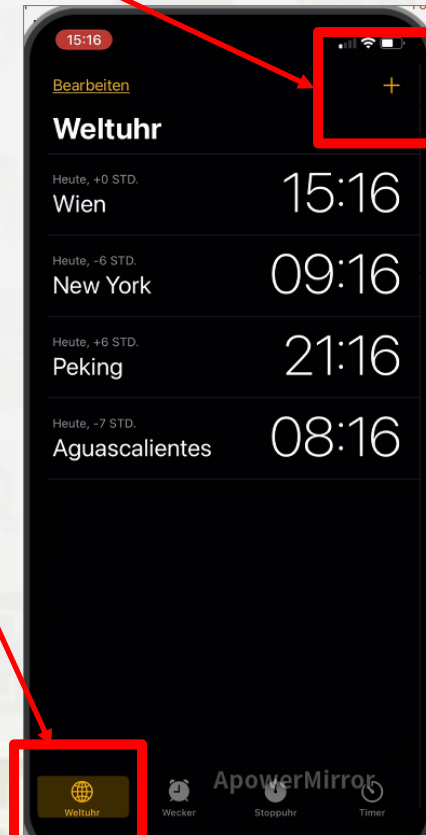 15:16
Bearbeiten +
Weltuhr
Heute, +0 STD.
Wien 15:16
Heute, -6 STD.
New York 09:16
Heute, +6 STD.
Peking 21:16
Heute, -7 STD.
Aguascalientes 08:16
ApowerMirror
Weltuhr Wecker Stoppuhr Timer